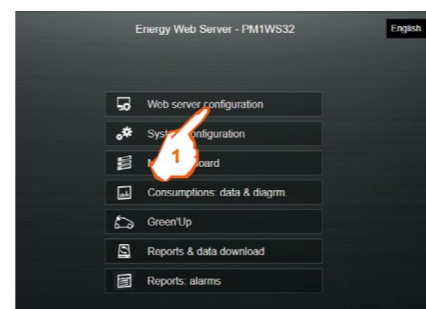 Energy Web Server - PM1WS32
English
Web server configuration
configuration
1
Consumptions: data & diagrm.
Green'Up
Reports & data download
Reports: alarms